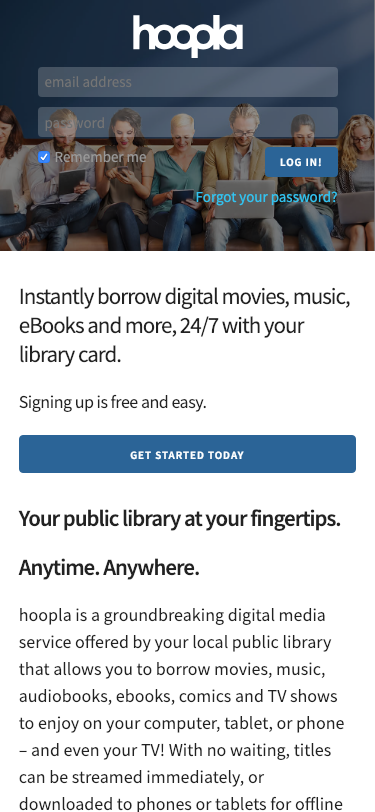 hoopla
email address
password
Remember me
LOG IN!
Forgot your password?
Instantly borrow digital movies, music,
eBooks and more, 24/7 with your
library card.
Signing up is free and easy.
GET STARTED TODAY
Your public library at your fingertips.
Anytime. Anywhere.
hoopla is a groundbreaking digital media
service offered by your local public library
that allows you to borrow movies, music,
audiobooks, ebooks, comics and TV shows
to enjoy on your computer, tablet, or phone
– and even your TV! With no waiting, titles
can be streamed immediately, or
downloaded to phones or tablets for offline